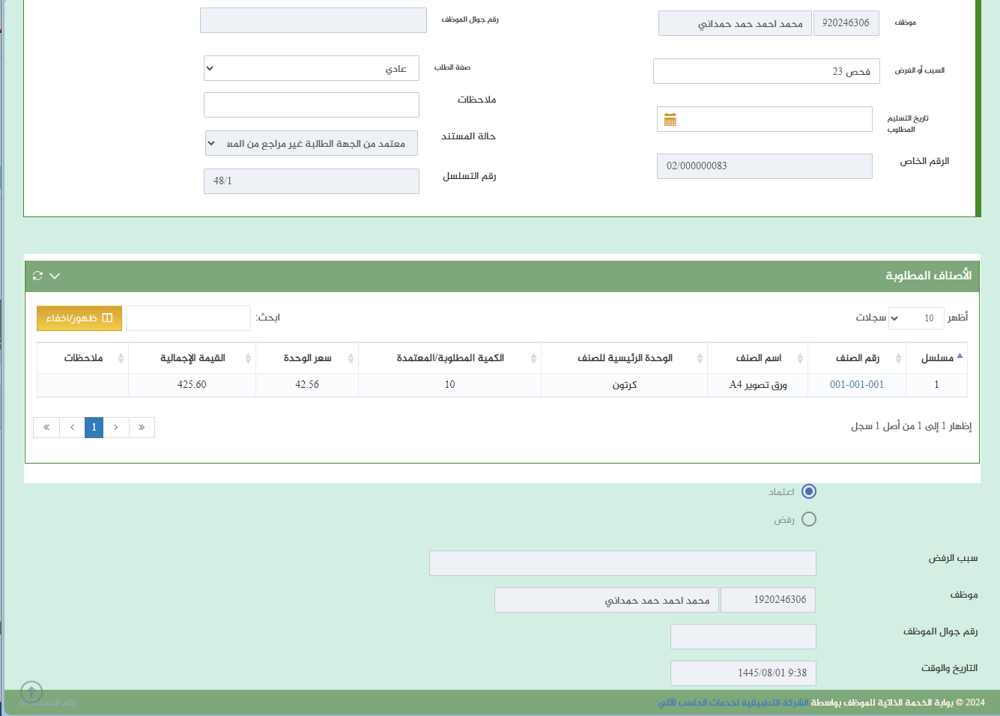 موظف 920246306 محمد احمد حمد حمداني رقم جوال الموظف
السبب أو الغرض فحص 23 صفة الطلب عادي
ملاحظات
تاريخ التسليم المطلوب
حالة المستند معتمد من الجهة الطالبة غير مراجع من المس
الرقم الخاص 02/000000083
رقم التسلسل 48/1
الأصناف المطلوبة
أظهر 10 سجلات ابحث: ظهور/اخفاء
مسلسل رقم الصنف اسم الصنف الوحدة الرئيسية للصنف الكمية المطلوبة/المعتمدة سعر الوحدة القيمة الإجمالية ملاحظات
1 001-001-001 ورق تصوير A4 كرتون 10 42.56 425.60
إظهار 1 إلى 1 من أصل 1 سجل » › 1 ‹ «
اعتماد
رفض
سبب الرفض
موظف 1920246306 محمد احمد حمد حمداني
رقم جوال الموظف
التاريخ والوقت 1445/08/01 9:38
2024 © بوابة الخدمة الذاتية للموظف بواسطة الشركة التطبيقية لخدمات الحاسب الآلي
رقم النسخة